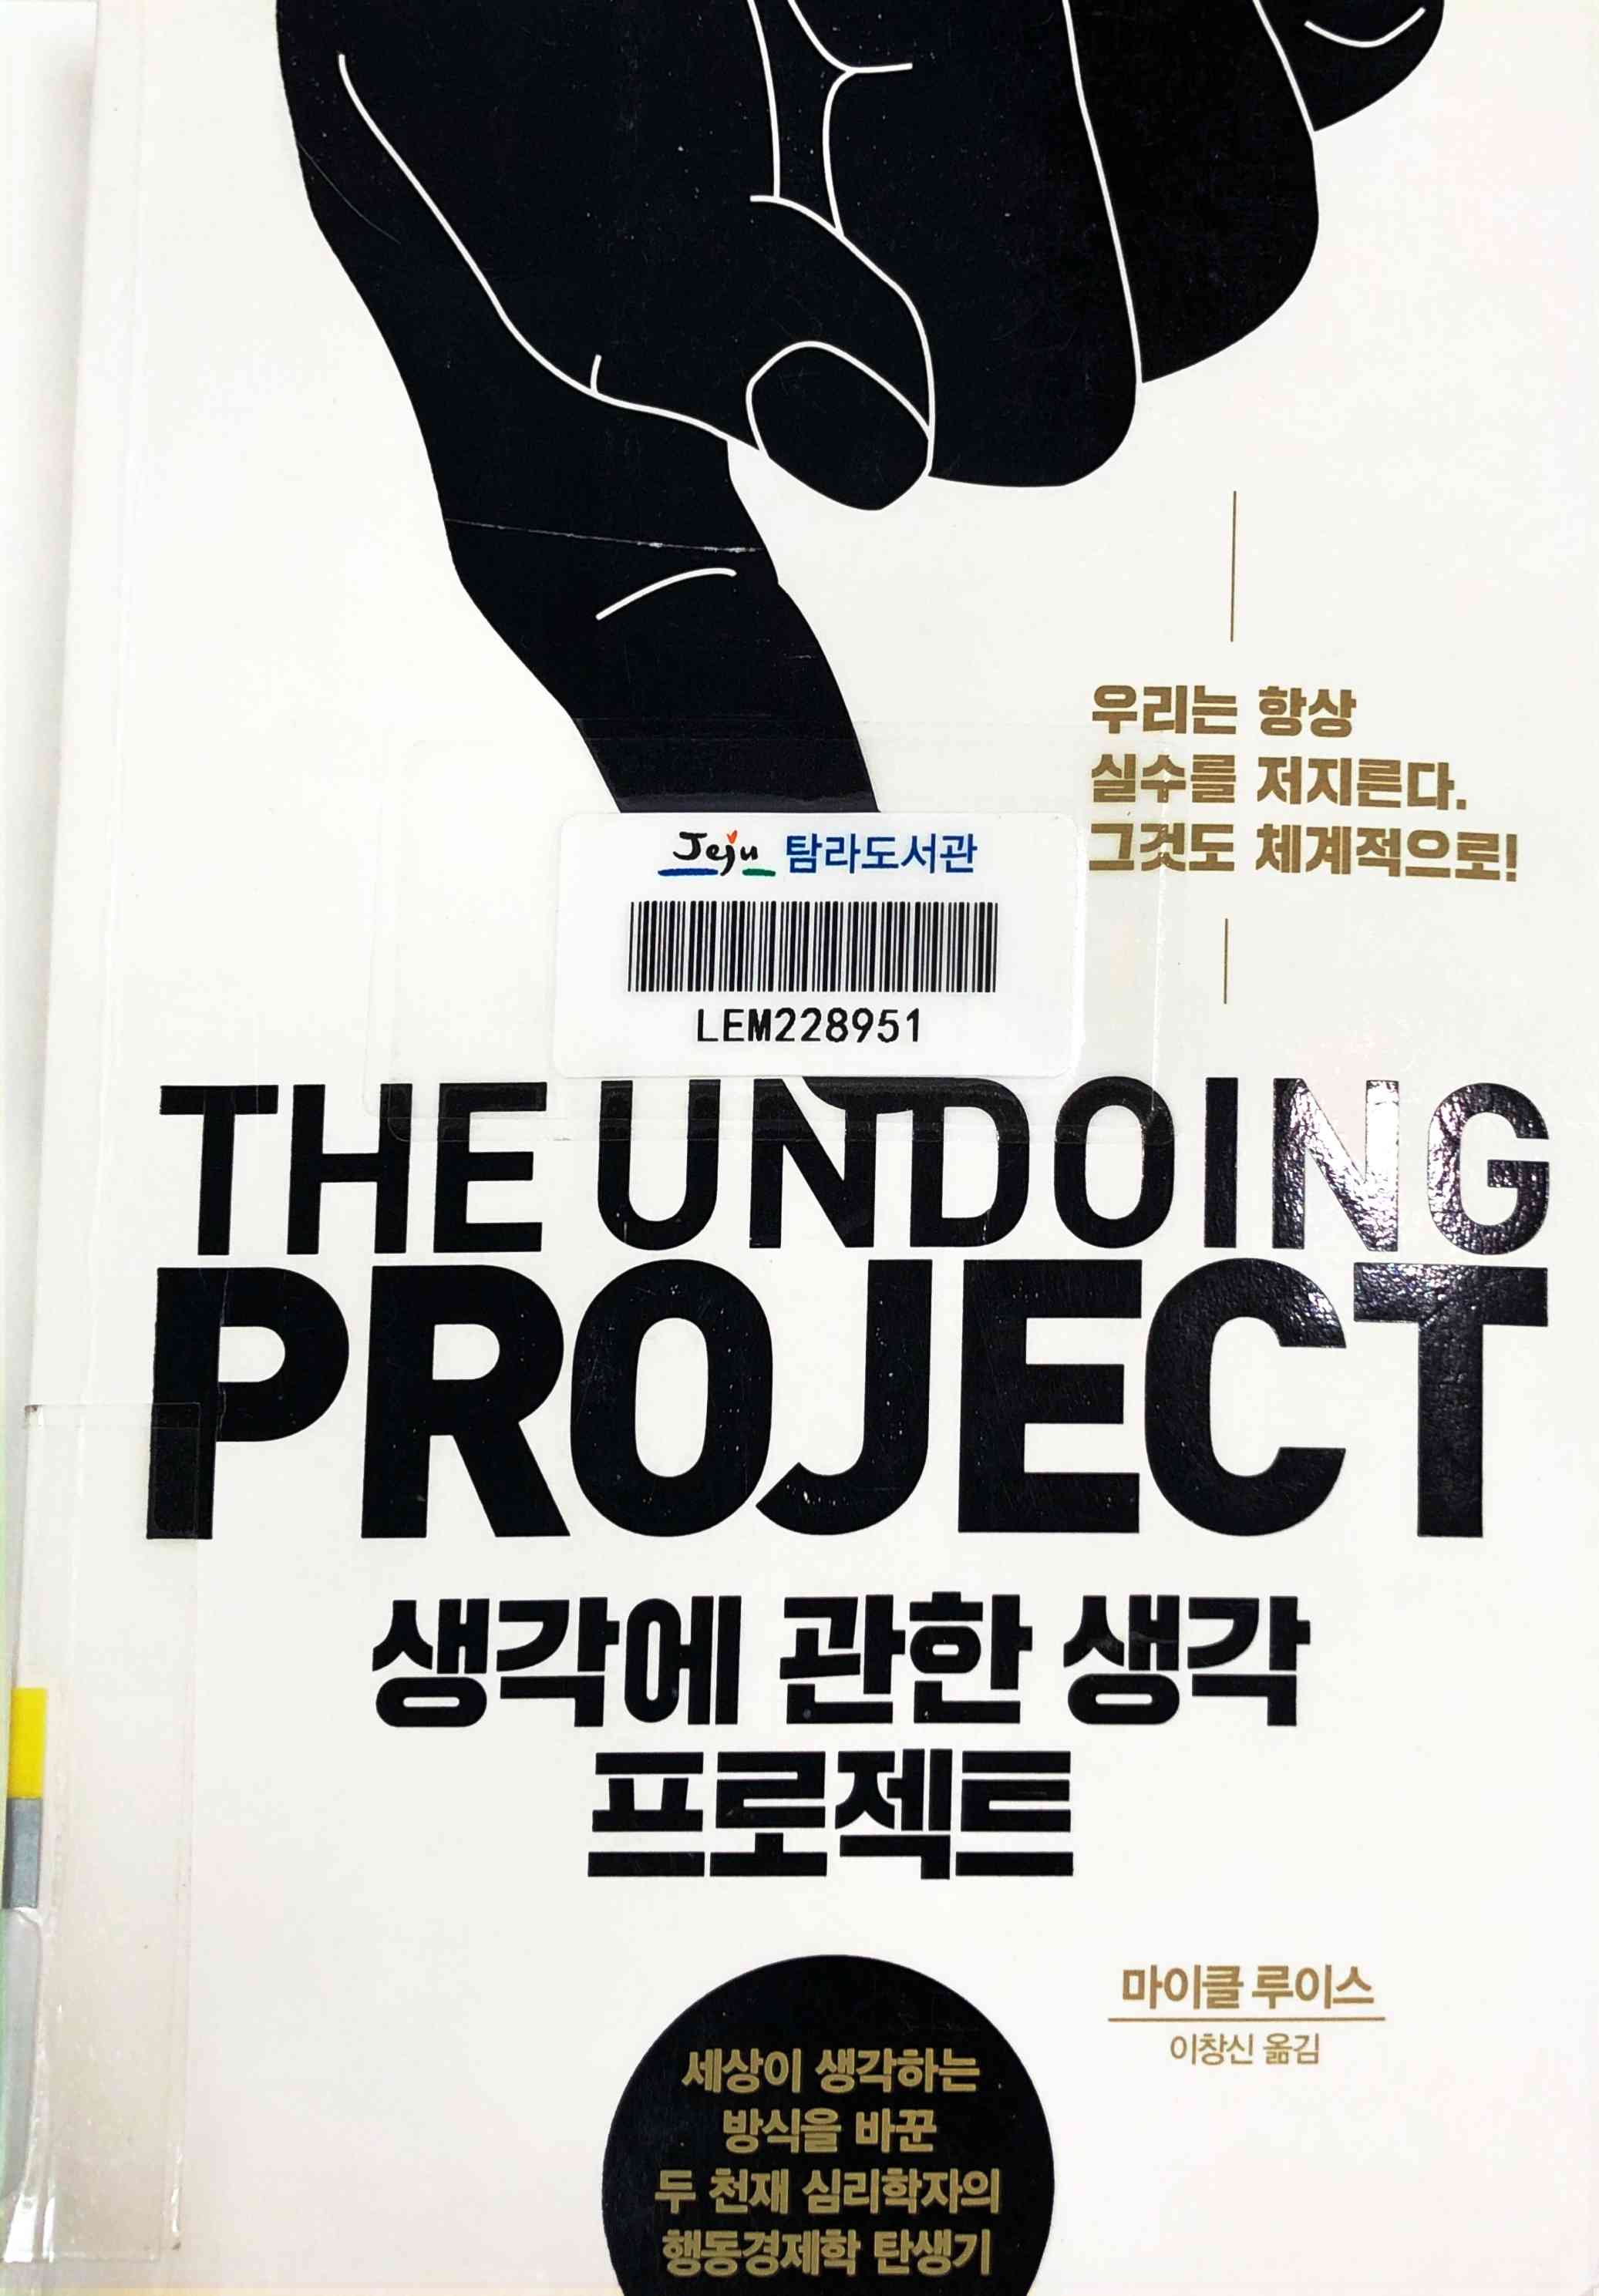 우리는 항상
실수를 저지른다.
그것도 체계적으로!
Jeju 탐라도서관
LEM228951
THE UNDOING
PROJECT
생각에 관한 생각
프로젝트
마이클 루이스
이창신 옮김
세상이 생각하는
방식을 바꾼
두 천재 심리학자의
행동경제학 탄생기